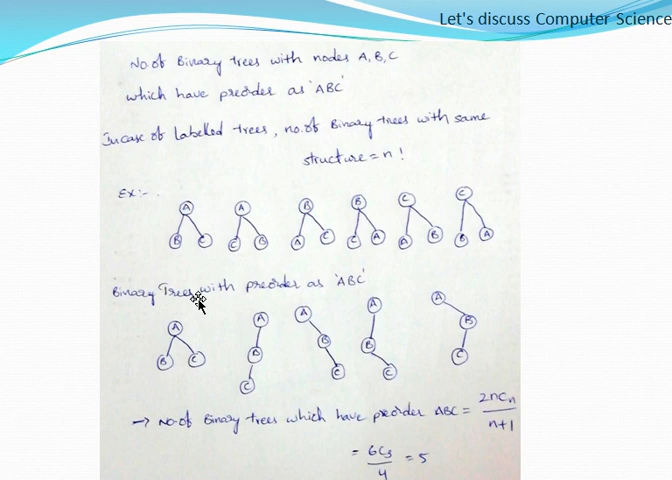 Let's discuss Computer Science
No. of Binary trees with nodes A, B, C
which have preorder as 'ABC'
Incase of labelled trees, no. of Binary trees with same
structure = n!
Ex:-
A A B B C C
B C C B A C C A A B B A
Binary Trees with preorder as 'ABC'
A A A A A
B C B B B B
C C C C
→ No. of Binary trees which have preorder ABC = 2nCn / n+1
= 6C3 / 4 = 5